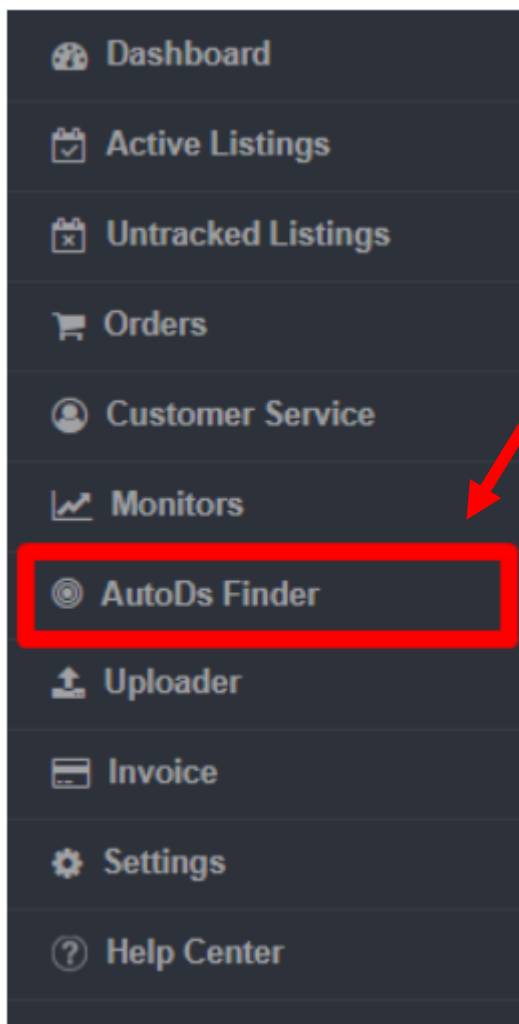 Dashboard
Active Listings
Untracked Listings
Orders
Customer Service
Monitors
AutoDs Finder
Uploader
Invoice
Settings
Help Center